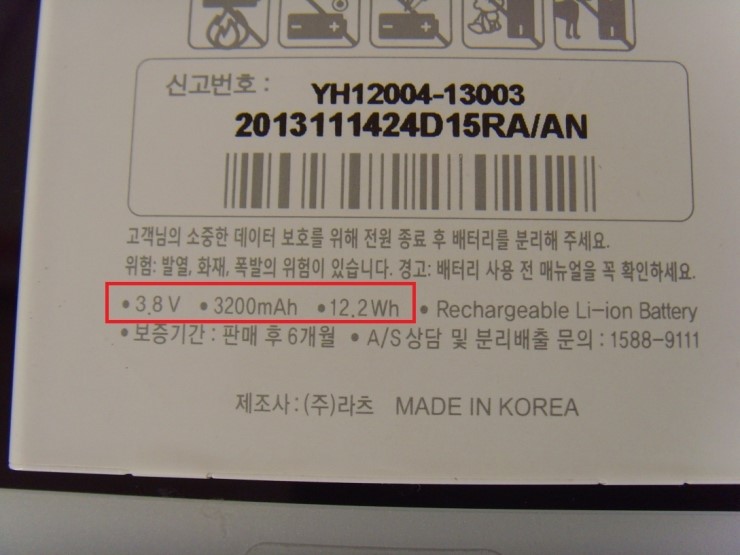 신고번호 : YH12004-13003
2013111424D15RA/AN
고객님의 소중한 데이터 보호를 위해 전원 종료 후 배터리를 분리해 주세요.
위험: 발열, 화재, 폭발의 위험이 있습니다. 경고: 배터리 사용 전 매뉴얼을 꼭 확인하세요.
• 3.8 V • 3200mAh • 12.2 Wh • Rechargeable Li-ion Battery
• 보증기간 : 판매 후 6개월 • A/S 상담 및 분리배출 문의 : 1588-9111
제조사 : (주)라츠 MADE IN KOREA